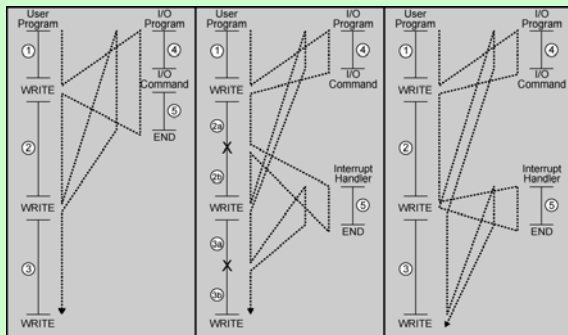 User Program
I/O Program
1
4
I/O Command
WRITE
5
2
END
WRITE
3
WRITE
User Program
I/O Program
1
4
I/O Command
WRITE
2a
X
Interrupt Handler
2b
5
WRITE
END
3a
X
3b
WRITE
User Program
I/O Program
1
4
I/O Command
WRITE
2
Interrupt Handler
5
WRITE
END
3
WRITE